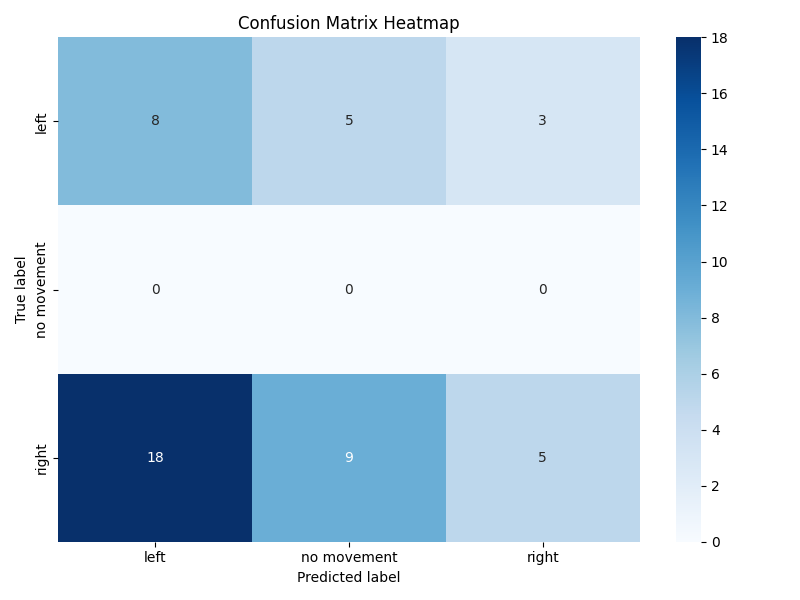 Confusion Matrix Heatmap
True label
left
8 5 3
no movement
0 0 0
right
18 9 5
left no movement right
Predicted label
18
16
14
12
10
8
6
4
2
0